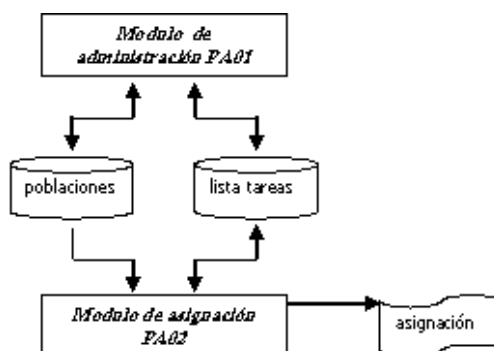 Modulo de
administración PA01
poblaciones
lista tareas
Modulo de asignación
PA02
asignación